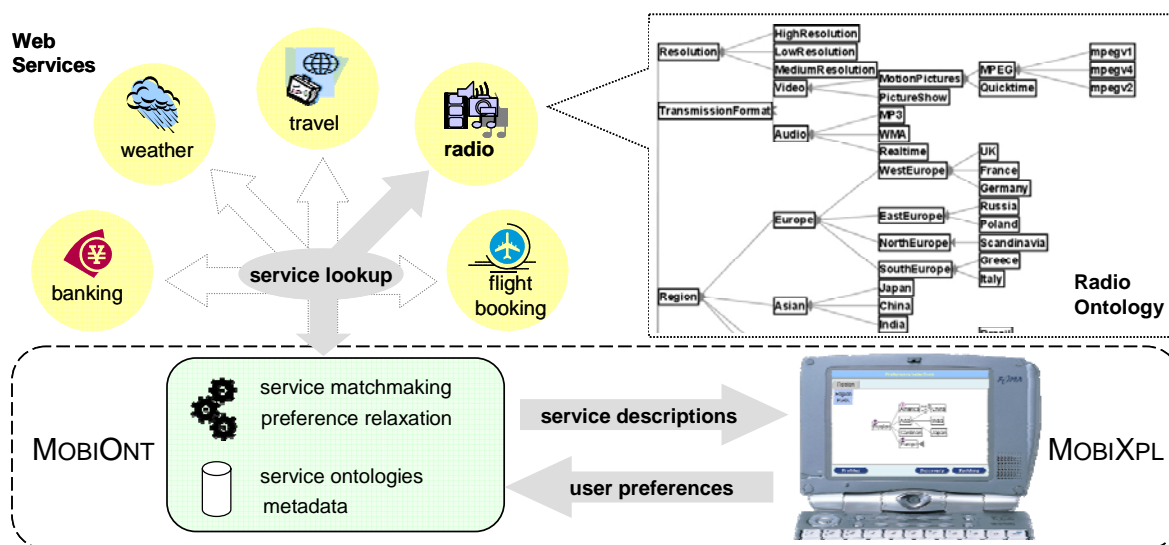 Web
Services
weather
travel
radio
banking
service lookup
flight
booking
Resolution
HighResolution
LowResolution
MediumResolution
TransmissionFormat
Video
MotionPictures
PictureShow
MPEG
Quicktime
mpegv1
mpegv4
mpegv2
Audio
MP3
WMA
Realtime
Region
Europe
WestEurope
UK
France
Germany
EastEurope
Russia
Poland
NorthEurope
Scandinavia
SouthEurope
Greece
Italy
Asian
Japan
China
India
Radio
Ontology
MOBIONT
service matchmaking
preference relaxation
service ontologies
metadata
service descriptions
user preferences
MOBIXPL